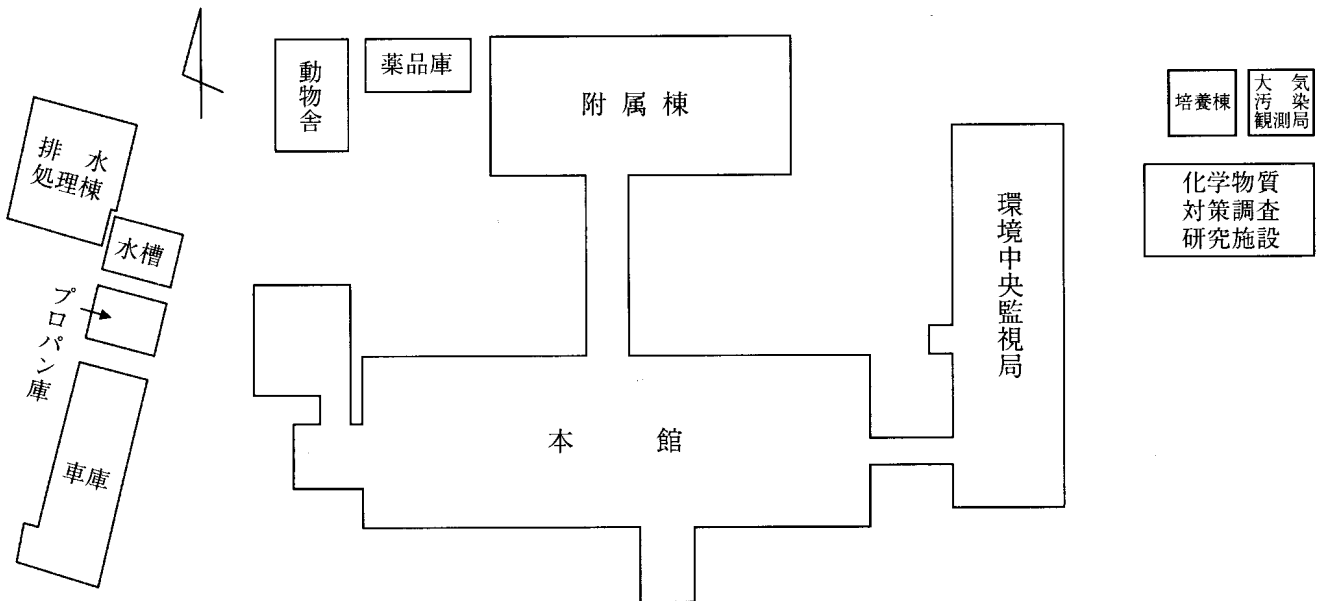 動物舎
薬品庫
附属棟
培養棟
大気
汚染
観測局
排水
処理棟
化学物質
対策調査
研究施設
水槽
環境中央監視局
プロパン庫
本館
車庫